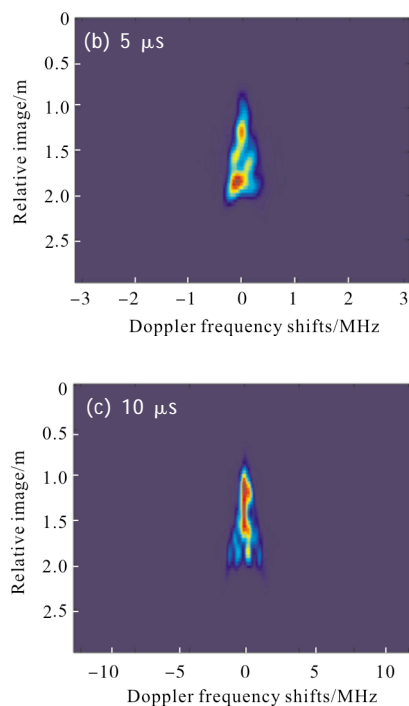 (b) 5 μs
0
0.5
1.0
1.5
2.0
2.5
Relative image/m
−3 −2 −1 0 1 2 3
Doppler frequency shifts/MHz
(c) 10 μs
0
0.5
1.0
1.5
2.0
2.5
Relative image/m
−10 −5 0 5 10
Doppler frequency shifts/MHz